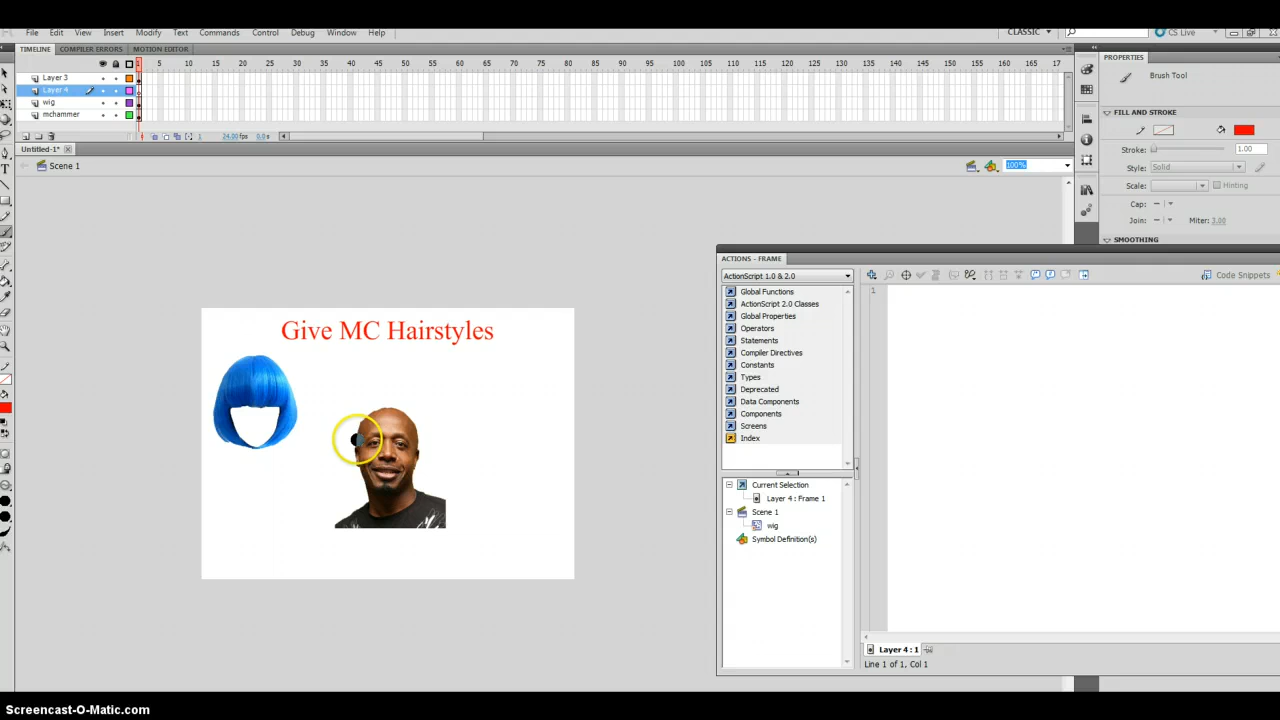 File Edit View Insert Modify Text Commands Control Debug Window Help CLASSIC CS Live
TIMELINE COMPILER ERRORS MOTION EDITOR
PROPERTIES
1 5 10 15 20 25 30 35 40 45 50 55 60 65 70 75 80 85 90 95 100 105 110 115 120 125 130 135 140 145 150 155 160 165 17
Layer 3
Layer 4
wig
mchammer
1 24.00fps 0.0s
Brush Tool
FILL AND STROKE
Stroke: 1.00
Style: Solid
Scale: Hinting
Cap:
Join: Miter: 3.00
SMOOTHING
Untitled-1*
Scene 1 100%
Give MC Hairstyles
ACTIONS - FRAME
ActionScript 1.0 & 2.0
Code Snippets
Global Functions
ActionScript 2.0 Classes
Global Properties
Operators
Statements
Compiler Directives
Constants
Types
Deprecated
Data Components
Components
Screens
Index
1
Current Selection
Layer 4 : Frame 1
Scene 1
wig
Symbol Definition(s)
Layer 4 : 1
Line 1 of 1, Col 1
Screencast-O-Matic.com